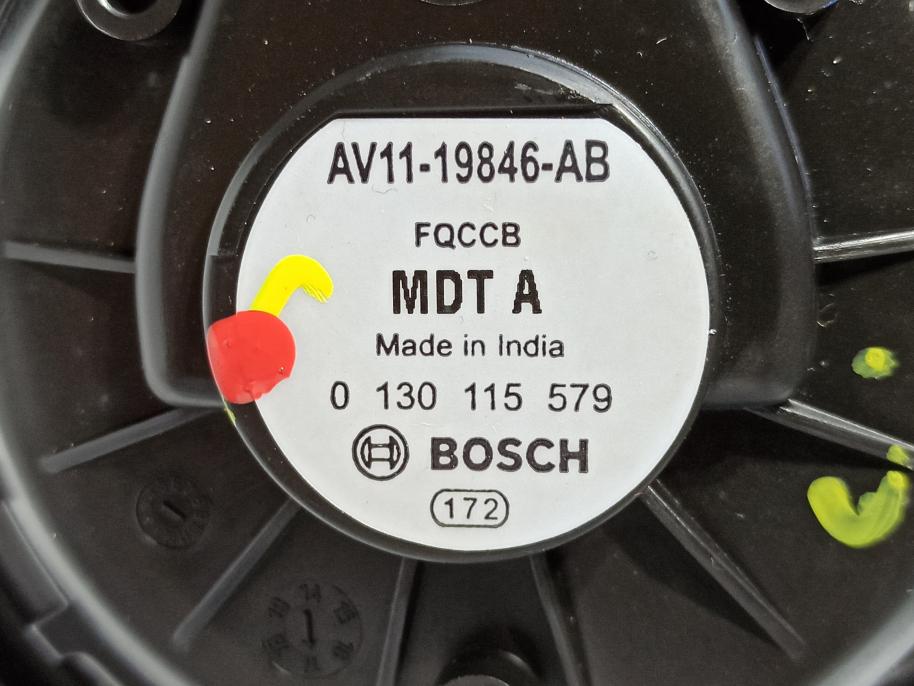 AV11-19846-AB
FQCCB
MDT A
Made in India
0 130 115 579
BOSCH
172